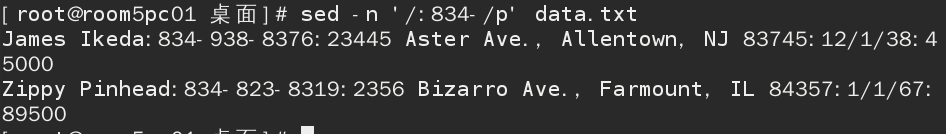 [root@room5pc01 桌面]# sed -n '/:834-/p' data.txt
James Ikeda:834-938-8376:23445 Aster Ave., Allentown, NJ 83745:12/1/38:4
5000
Zippy Pinhead:834-823-8319:2356 Bizarro Ave., Farmount, IL 84357:1/1/67:
89500